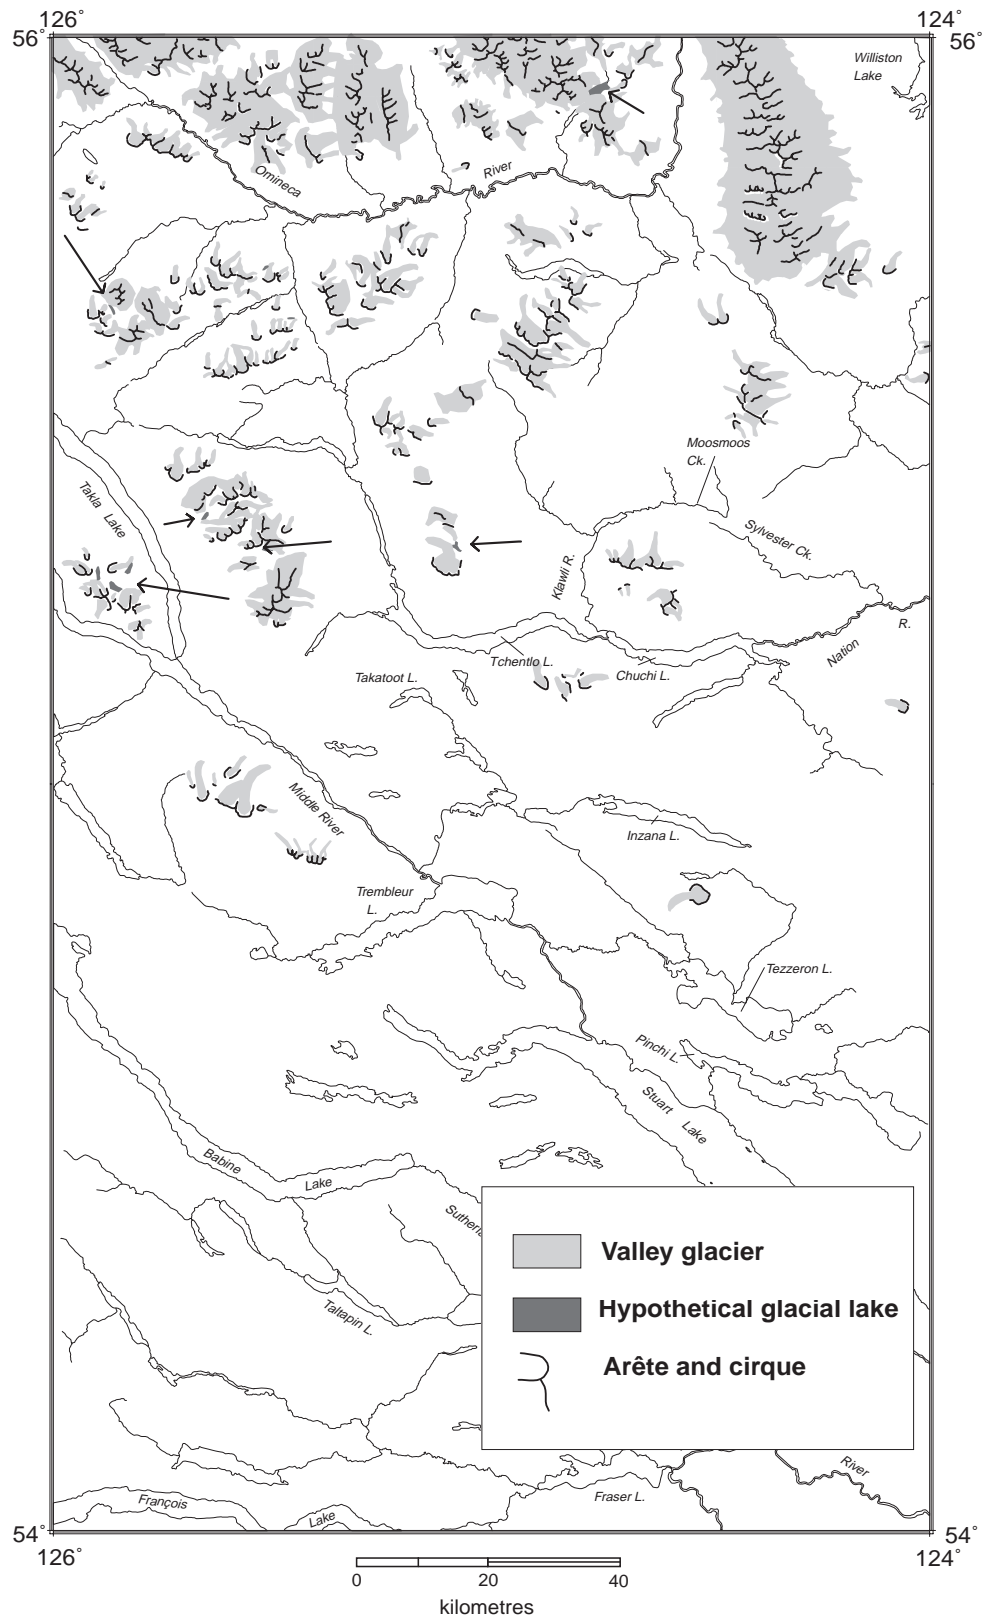 126°
124°
56°
56°
Williston
Lake
Omineca
River
Moosmoos
Ck.
Takla Lake
Sylvester Ck.
Klawli R.
R.
Nation
Tchentlo L.
Chuchi L.
Takatoot L.
Middle River
Inzana L.
Trembleur
L.
Tezzeron L.
Pinchi L.
Stuart
Lake
Babine
Lake
Taltapin L.
Valley glacier
Hypothetical glacial lake
Arête and cirque
River
François
Lake
Fraser L.
54°
54°
126°
124°
0
20
40
kilometres